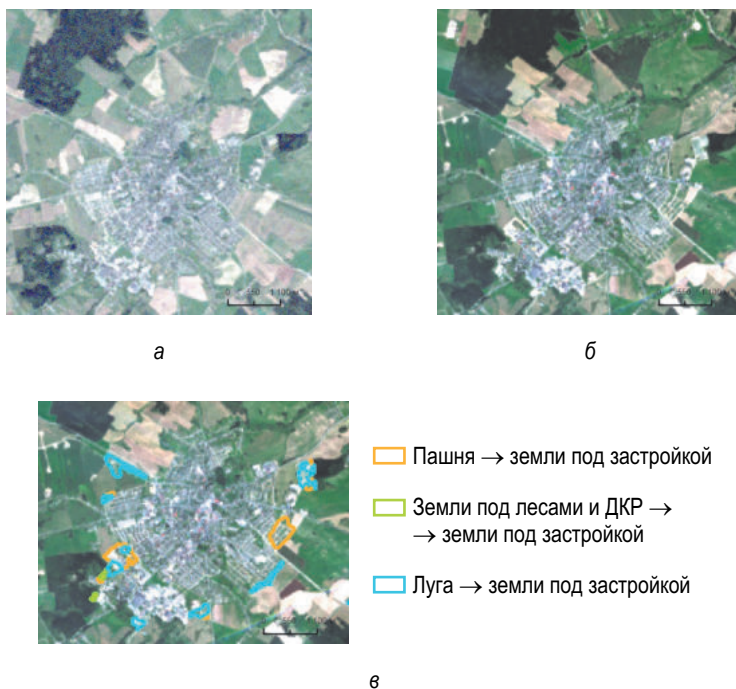 а
б
Пашня → земли под застройкой
Земли под лесами и ДКР →
→ земли под застройкой
Луга → земли под застройкой
в